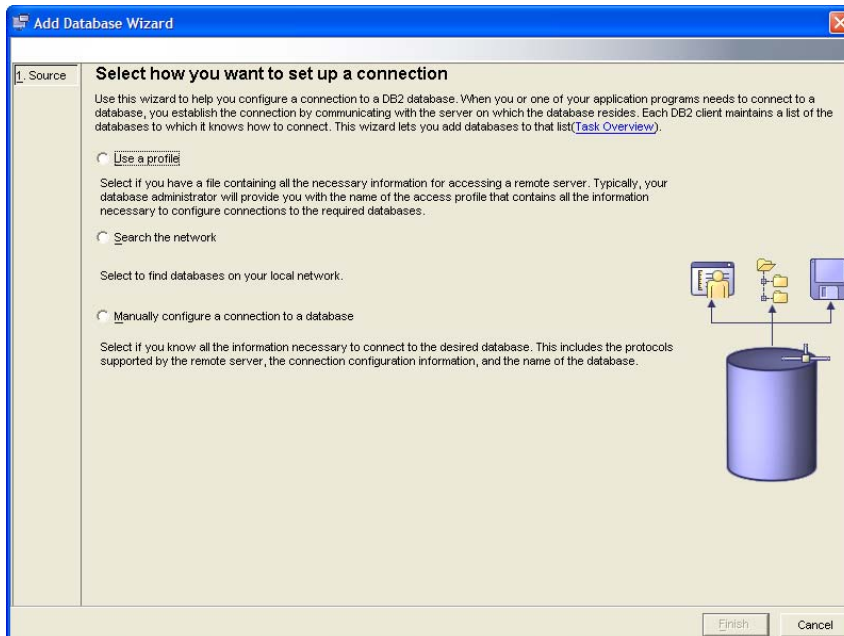 Add Database Wizard
1. Source
Select how you want to set up a connection
Use this wizard to help you configure a connection to a DB2 database. When you or one of your application programs needs to connect to a
database, you establish the connection by communicating with the server on which the database resides. Each DB2 client maintains a list of the
databases to which it knows how to connect. This wizard lets you add databases to that list(Task Overview).
Use a profile
Select if you have a file containing all the necessary information for accessing a remote server. Typically, your
database administrator will provide you with the name of the access profile that contains all the information
necessary to configure connections to the required databases.
Search the network
Select to find databases on your local network.
Manually configure a connection to a database
Select if you know all the information necessary to connect to the desired database. This includes the protocols
supported by the remote server, the connection configuration information, and the name of the database.
Finish
Cancel